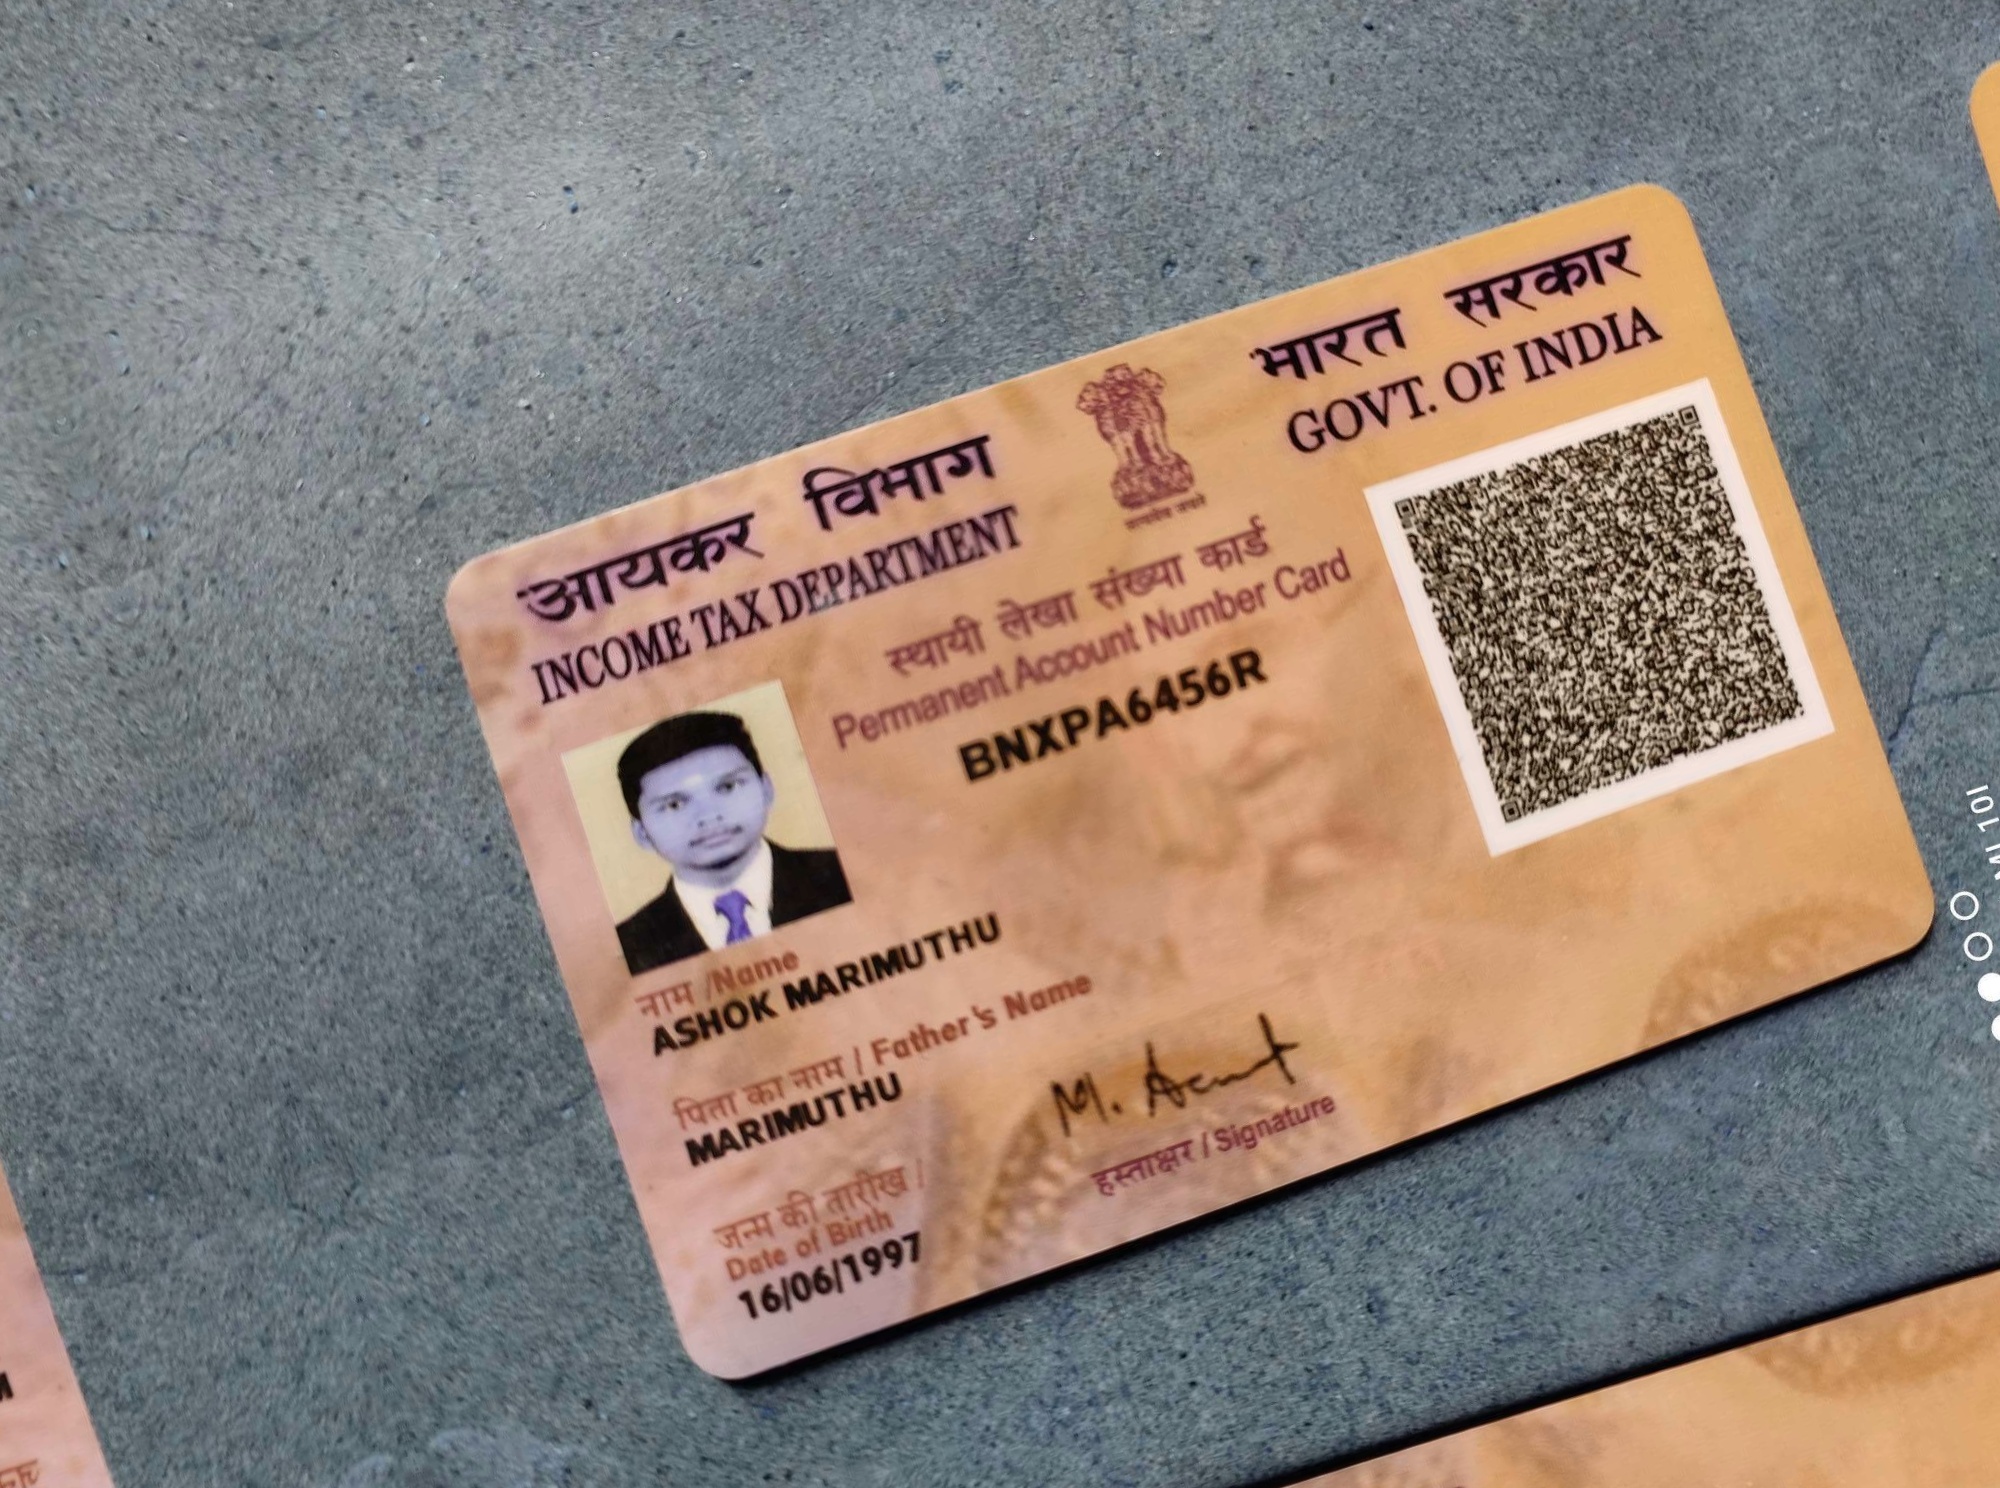 आयकर विभाग
INCOME TAX DEPARTMENT
भारत सरकार
GOVT. OF INDIA
सत्यमेव जयते
स्थायी लेखा संख्या कार्ड
Permanent Account Number Card
BNXPA6456R
नाम /Name
ASHOK MARIMUTHU
पिता का नाम / Father's Name
MARIMUTHU
जन्म की तारीख /
Date of Birth
16/06/1997
M.
हस्ताक्षर / Signature
MI 10I